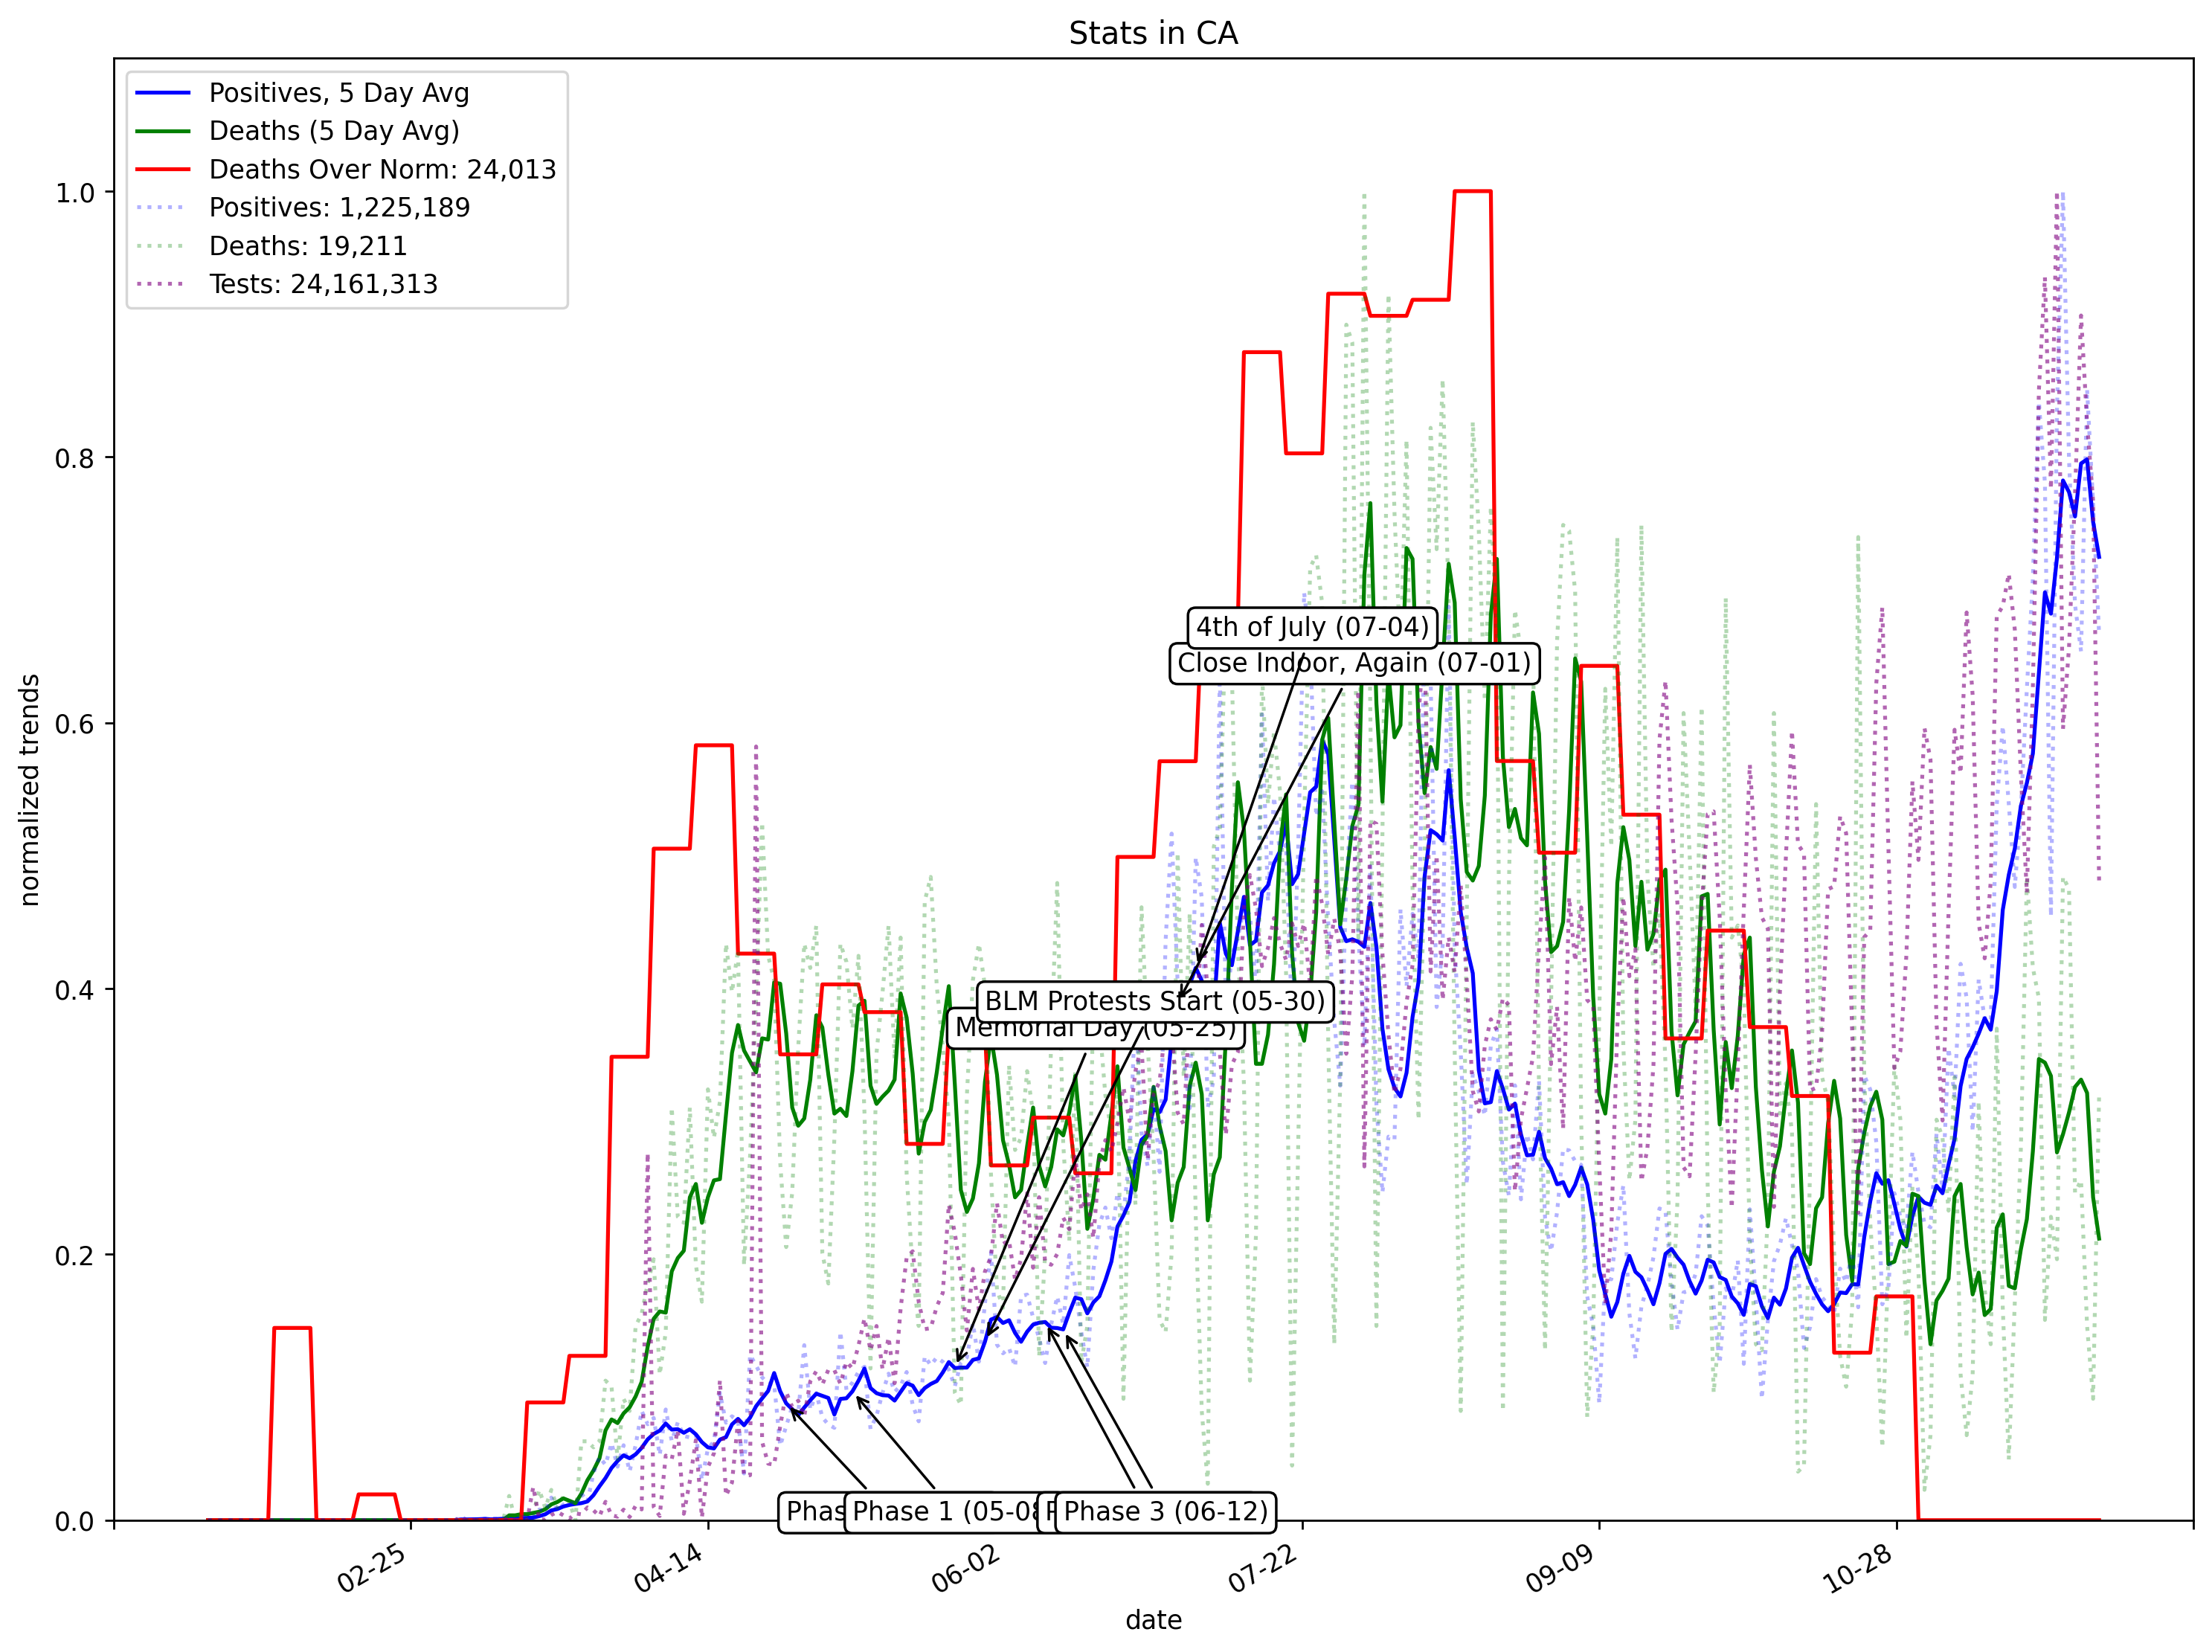 Stats in CA
Positives, 5 Day Avg
Deaths (5 Day Avg)
Deaths Over Norm: 24,013
Positives: 1,225,189
Deaths: 19,211
Tests: 24,161,313
1.0
0.8
0.6
0.4
0.2
0.0
normalized trends
4th of July (07-04)
Close Indoor, Again (07-01)
BLM Protests Start (05-30)
Memorial Day (05-25)
Phase 1 (05-08
Phase 3 (06-12)
02-25
04-14
06-02
07-22
09-09
10-28
date